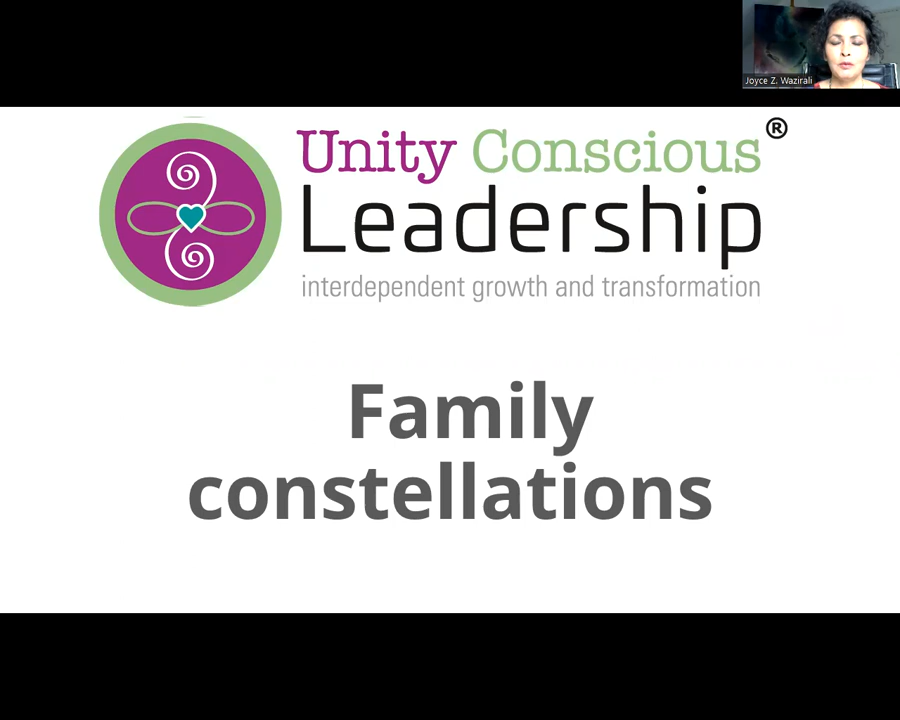 Joyce Z. Wazirali
Unity Conscious®
Leadership
interdependent growth and transformation
Family
constellations